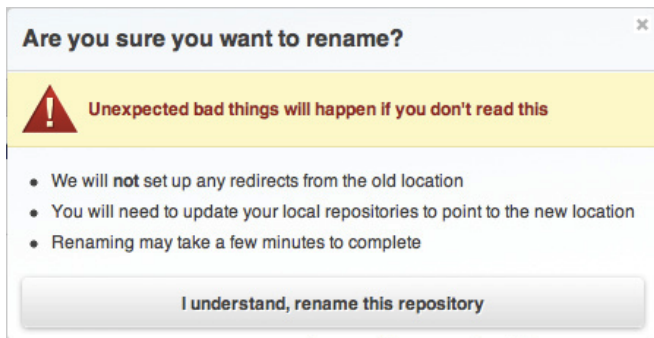 Are you sure you want to rename?
Unexpected bad things will happen if you don't read this
• We will not set up any redirects from the old location
• You will need to update your local repositories to point to the new location
• Renaming may take a few minutes to complete
I understand, rename this repository